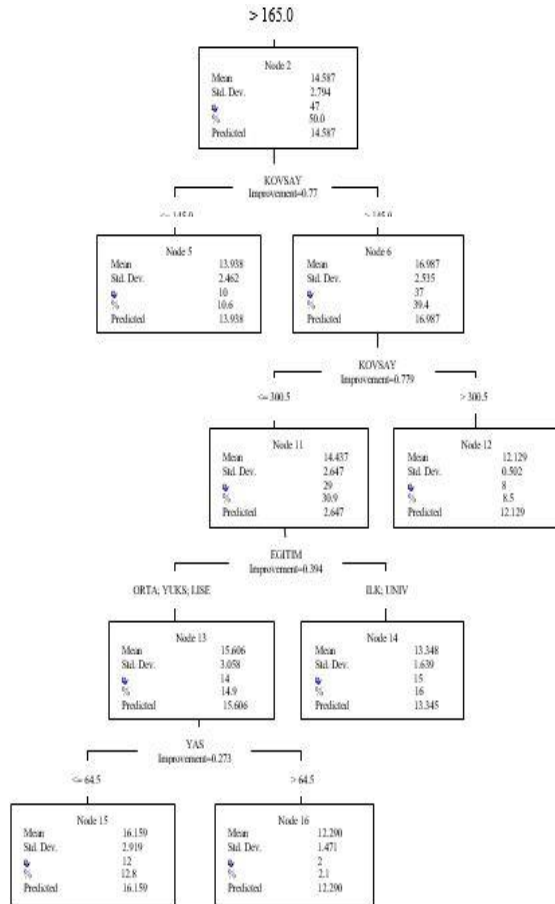 > 165.0
Node 2
Mean 14.587
Std. Dev. 2.794
47
% 50.0
Predicted 14.587
KOVSAY
Improvement=0.77
<= 145.0 > 145.0
Node 5
Mean 13.938
Std. Dev. 2.462
10
% 10.6
Predicted 13.938
Node 6
Mean 16.987
Std. Dev. 2.535
37
% 39.4
Predicted 16.987
KOVSAY
Improvement=0.779
<= 300.5 > 300.5
Node 11
Mean 14.437
Std. Dev. 2.647
29
% 30.9
Predicted 2.647
Node 12
Mean 12.129
Std. Dev. 0.502
8
% 8.5
Predicted 12.129
EGITIM
Improvement=0.394
ORTA; YUKS; LISE ILK; UNIV
Node 13
Mean 15.606
Std. Dev. 3.058
14
% 14.9
Predicted 15.606
Node 14
Mean 13.348
Std. Dev. 1.639
15
% 16
Predicted 13.345
YAS
Improvement=0.273
<= 64.5 > 64.5
Node 15
Mean 16.159
Std. Dev. 2.919
12
% 12.8
Predicted 16.159
Node 16
Mean 12.290
Std. Dev. 1.471
2
% 2.1
Predicted 12.290